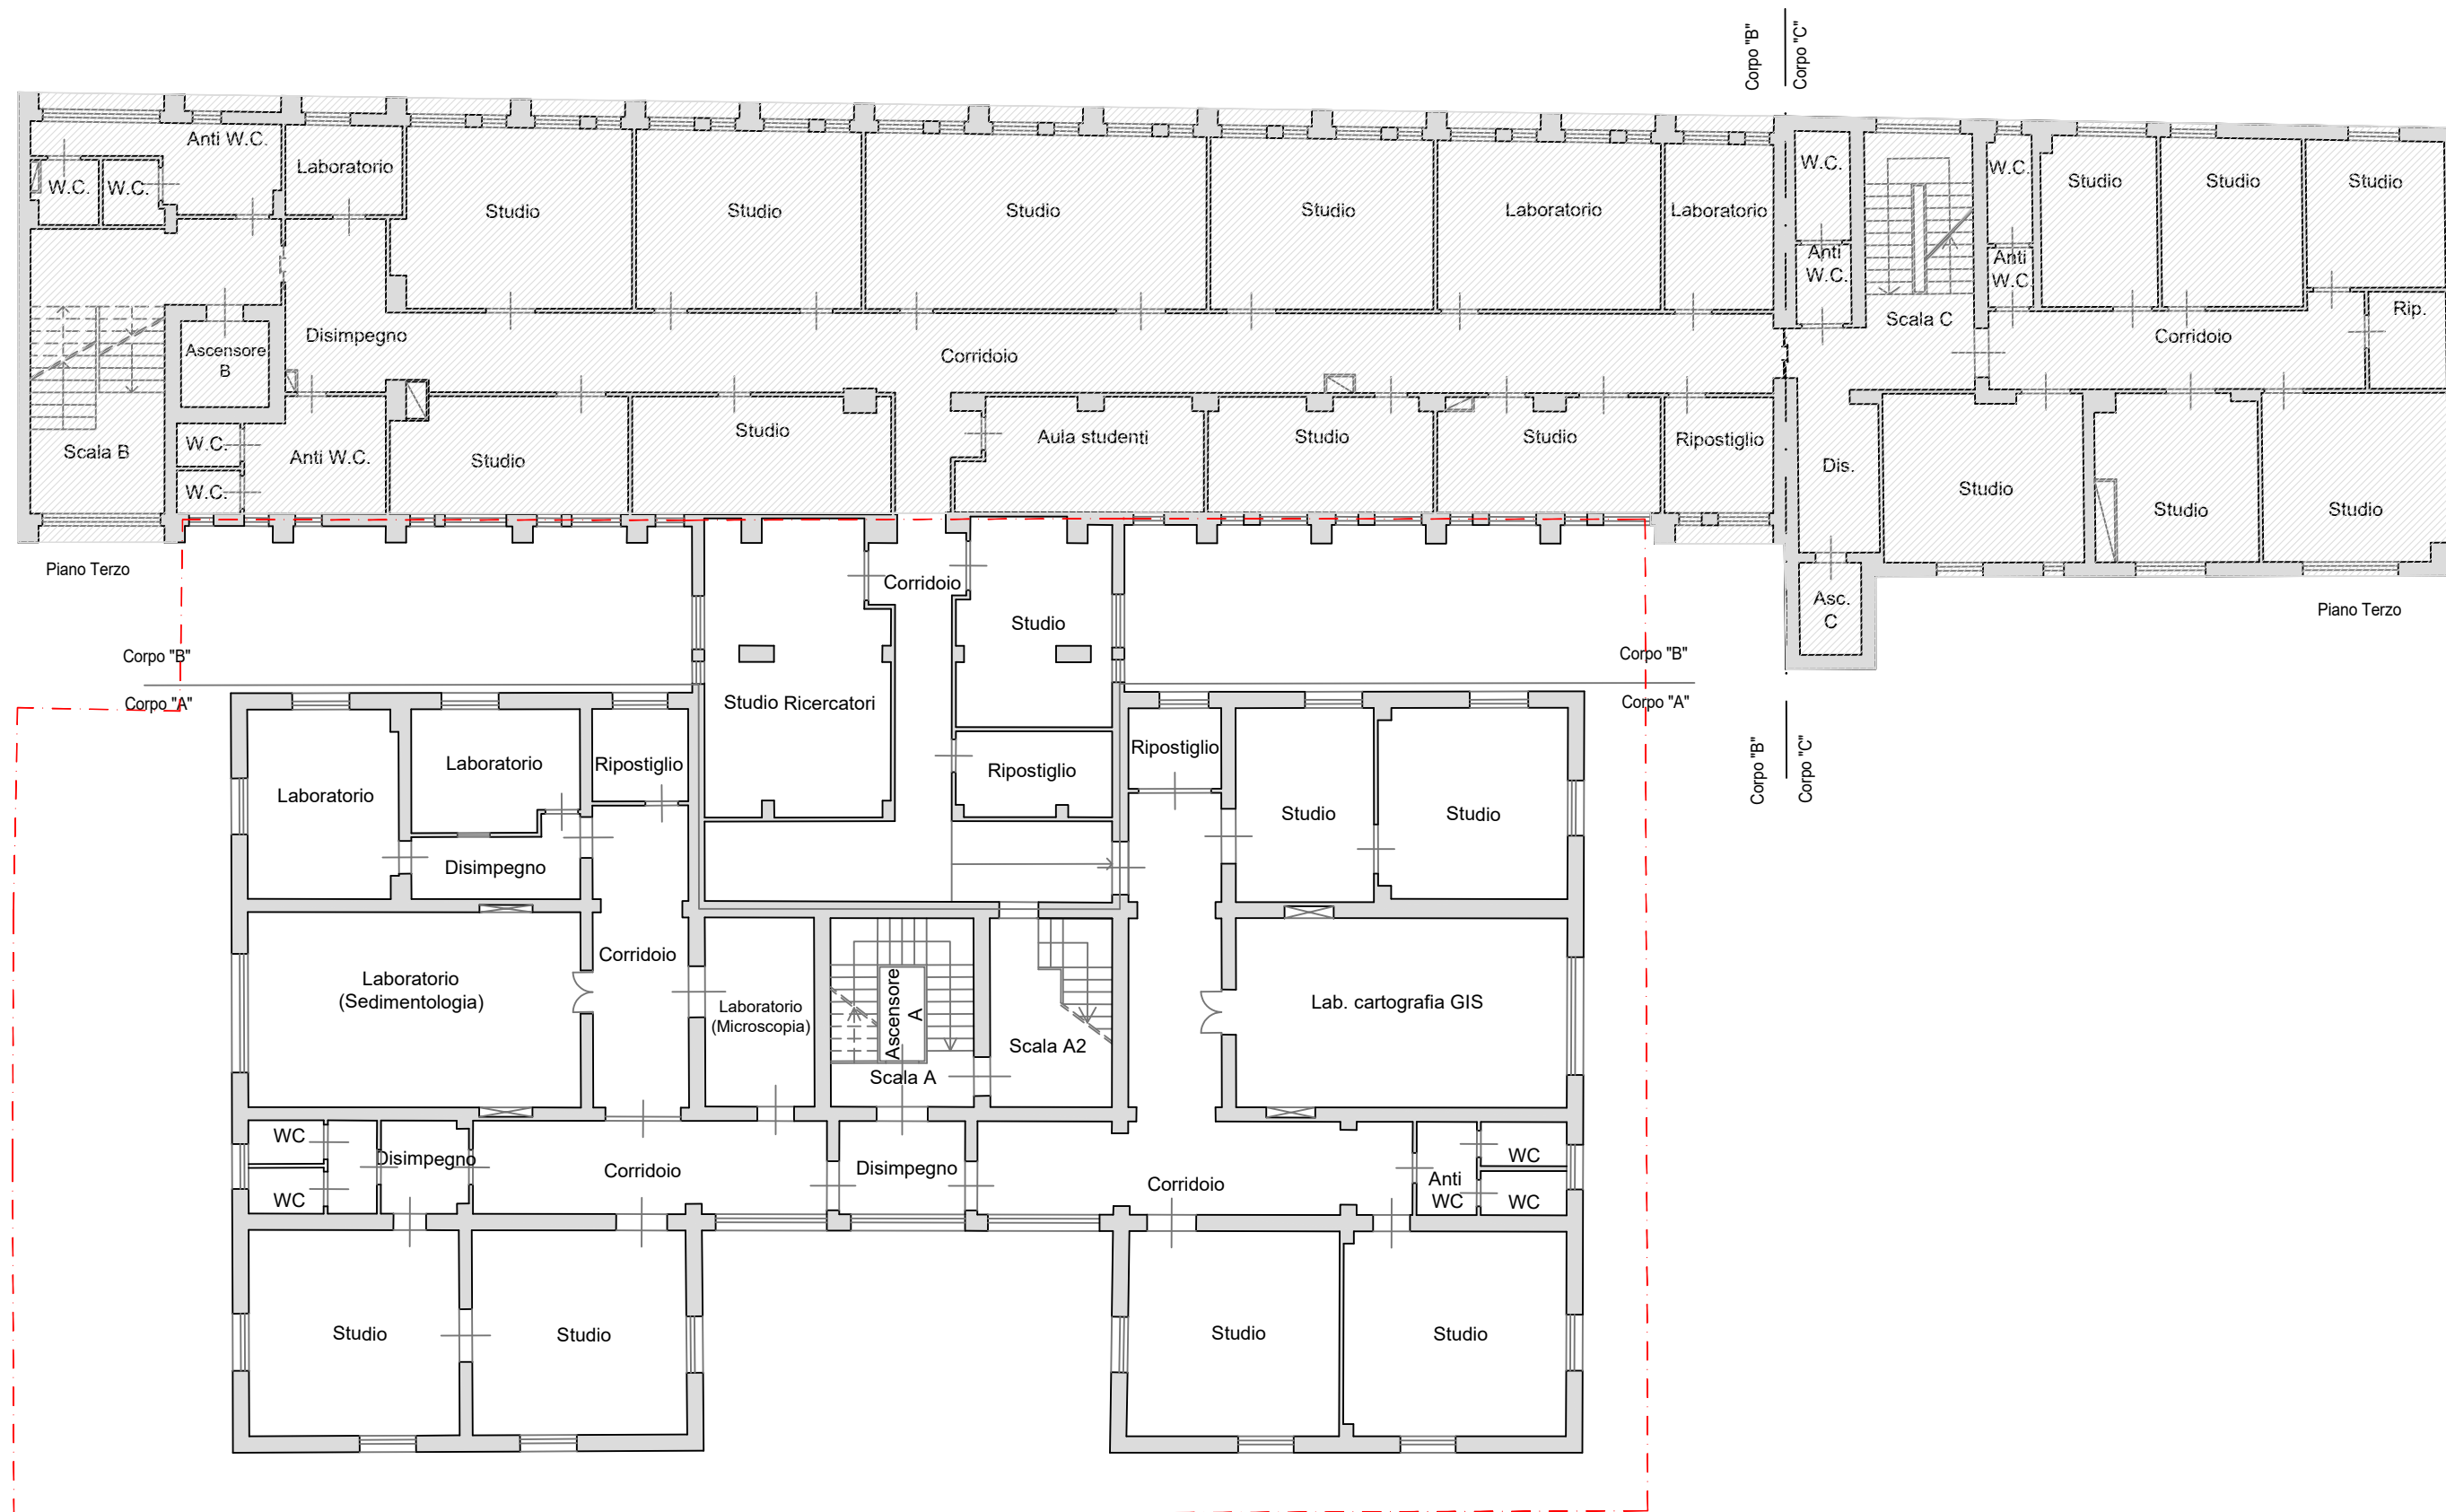 Corpo "B"
Corpo "C"
Anti W.C.
Laboratorio
W.C.
W.C.
Studio
Studio
Studio
Studio
Laboratorio
Laboratorio
W.C.
W.C.
Studio
Studio
Studio
Anti
W.C.
Anti
W.C.
Disimpegno
Ascensore
B
Corridoio
Scala C
Corridoio
Rip.
Scala B
W.C.
W.C.
Anti W.C.
Studio
Studio
Aula studenti
Studio
Studio
Ripostiglio
Dis.
Studio
Studio
Studio
Piano Terzo
Corridoio
Studio
Asc.
C
Piano Terzo
Corpo "B"
Corpo "A"
Corpo "B"
Corpo "A"
Corpo "B"
Corpo "C"
Studio Ricercatori
Ripostiglio
Laboratorio
Laboratorio
Ripostiglio
Disimpegno
Ripostiglio
Studio
Studio
Corridoio
Laboratorio
(Sedimentologia)
Laboratorio
(Microscopia)
Ascensore
A
Scala A
Scala A2
Lab. cartografia GIS
WC
WC
Disimpegno
Corridoio
Disimpegno
Corridoio
Anti
WC
WC
WC
Studio
Studio
Studio
Studio